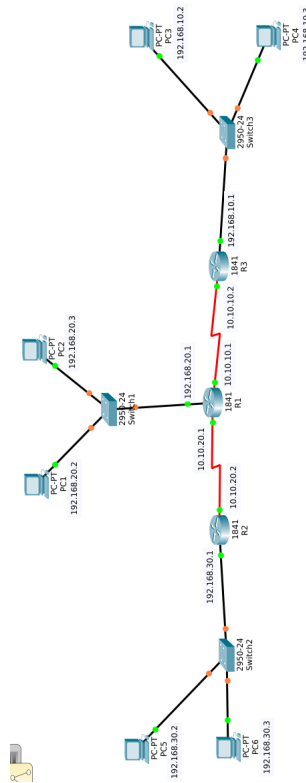 PC-PT
PC1
192.168.20.2
PC-PT
PC2
192.168.20.3
2950-24
Switch1
192.168.20.1
PC-PT
PC5
192.168.30.2
PC-PT
PC3
192.168.10.2
192.168.30.1
10.10.20.1
10.10.20.2
1841
R2
1841
R1
10.10.10.1
10.10.10.2
1841
R3
192.168.10.1
2950-24
Switch2
2950-24
Switch3
PC-PT
PC6
192.168.30.3
PC-PT
PC4